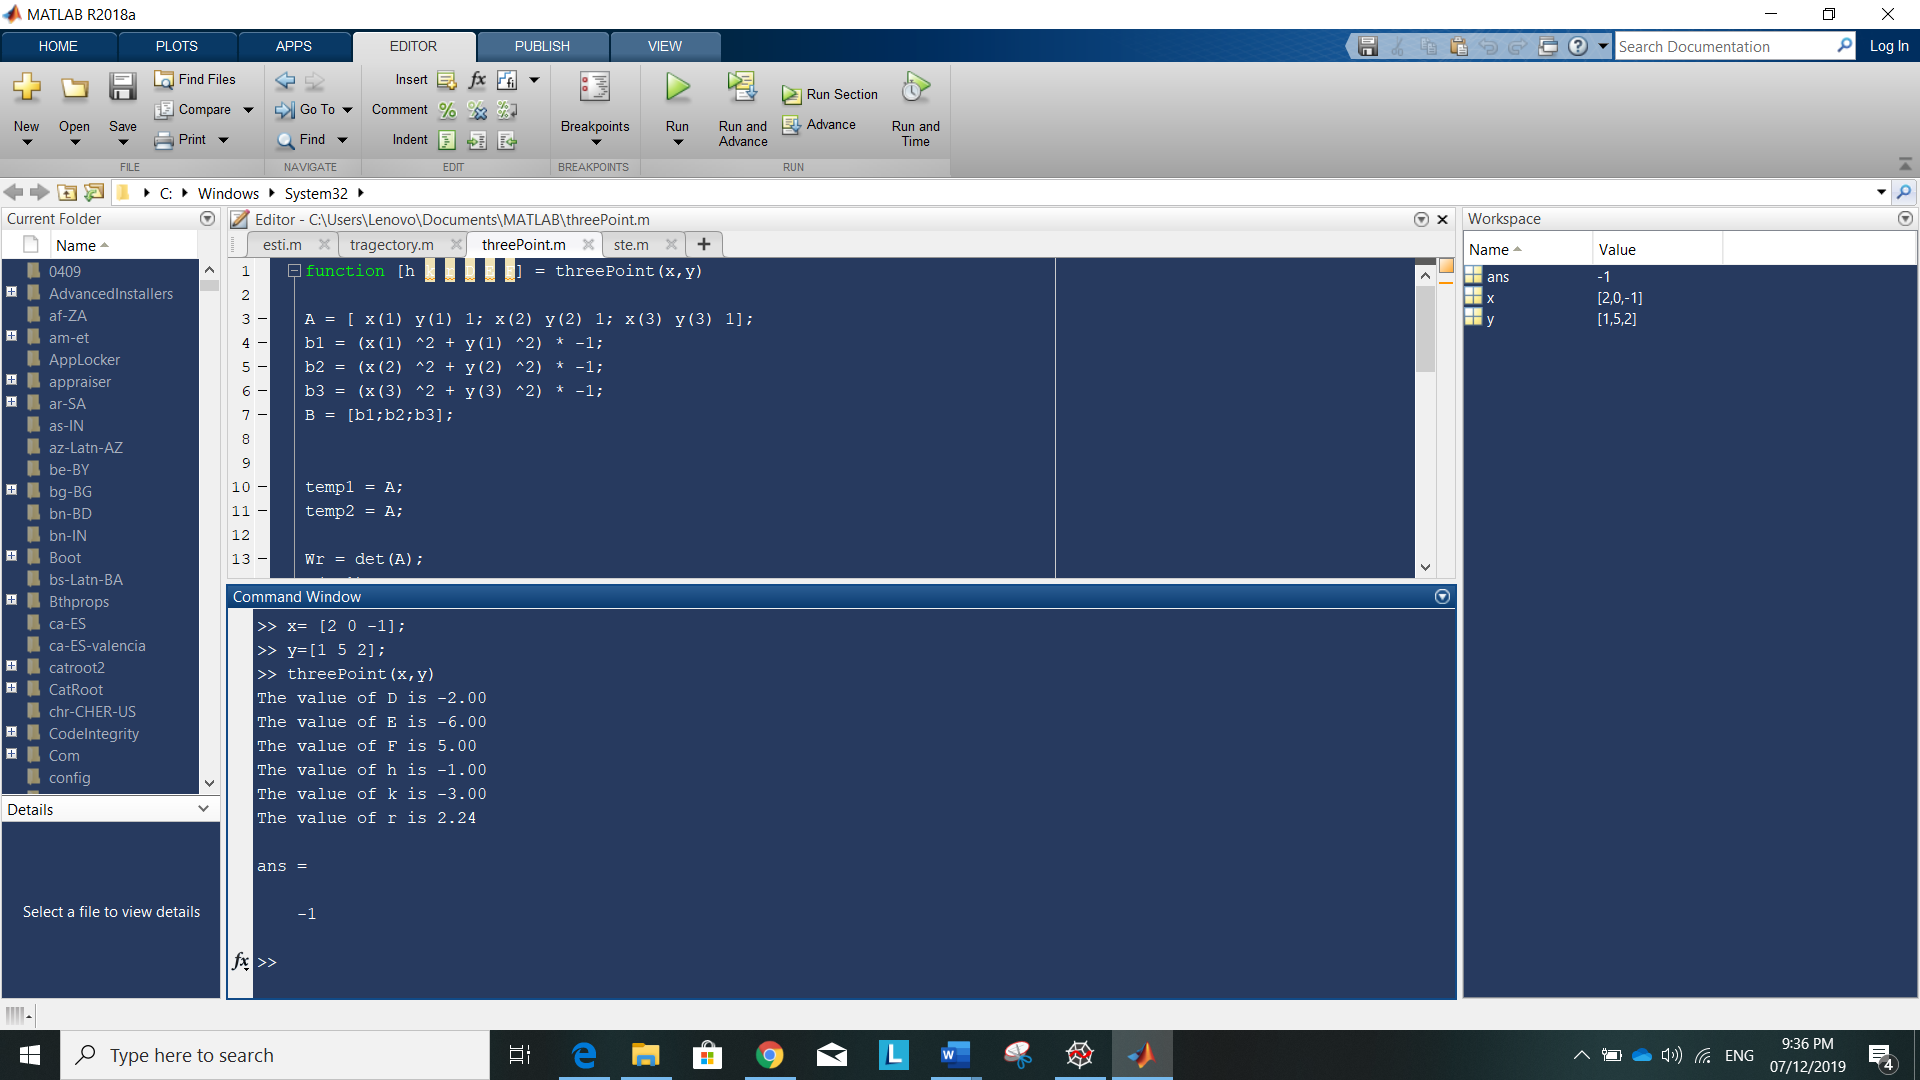 MATLAB R2018a
HOME PLOTS APPS EDITOR PUBLISH VIEW
Search Documentation Log In
New Open Save
Find Files
Compare
Print
FILE
Go To
Find
NAVIGATE
Insert fx
Comment
Indent
EDIT
Breakpoints
BREAKPOINTS
Run
Run and Advance
Run Section
Advance
Run and Time
RUN
C: Windows System32
Current Folder
Name
0409
AdvancedInstallers
af-ZA
am-et
AppLocker
appraiser
ar-SA
as-IN
az-Latn-AZ
be-BY
bg-BG
bn-BD
bn-IN
Boot
bs-Latn-BA
Bthprops
ca-ES
ca-ES-valencia
catroot2
CatRoot
chr-CHER-US
CodeIntegrity
Com
config
Details
Select a file to view details
Editor - C:\Users\Lenovo\Documents\MATLAB\threePoint.m
esti.m tragectory.m threePoint.m ste.m +
1 function [h ] = threePoint(x,y)
2
3 A = [ x(1) y(1) 1; x(2) y(2) 1; x(3) y(3) 1];
4 b1 = (x(1) ^2 + y(1) ^2) * -1;
5 b2 = (x(2) ^2 + y(2) ^2) * -1;
6 b3 = (x(3) ^2 + y(3) ^2) * -1;
7 B = [b1;b2;b3];
8
9
10 temp1 = A;
11 temp2 = A;
12
13 Wr = det(A);
Command Window
>> x= [2 0 -1];
>> y=[1 5 2];
>> threePoint(x,y)
The value of D is -2.00
The value of E is -6.00
The value of F is 5.00
The value of h is -1.00
The value of k is -3.00
The value of r is 2.24
ans =
-1
fx >>
Workspace
Name Value
ans -1
x [2,0,-1]
y [1,5,2]
Type here to search
ENG
9:36 PM
07/12/2019
4